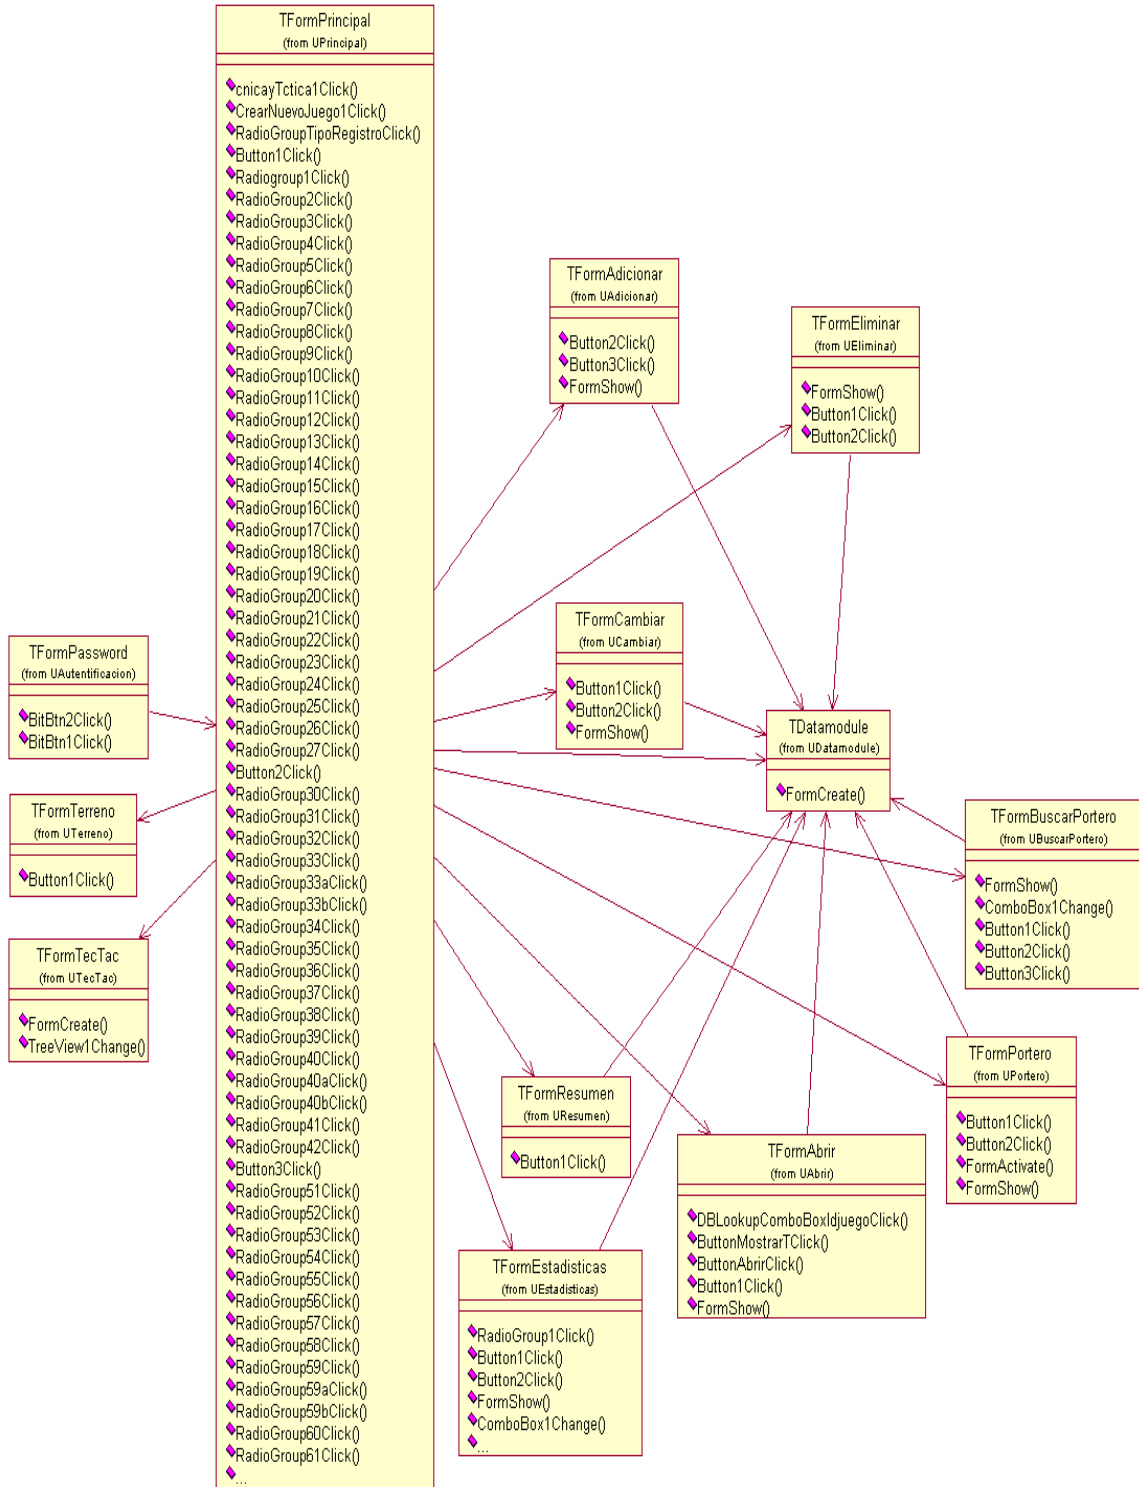 TFormPrincipal
(from UPrincipal)
cnicayTctica1Click()
CrearNuevoJuego1Click()
RadioGroupTipoRegistroClick()
Button1Click()
Radiogroup1Click()
RadioGroup2Click()
RadioGroup3Click()
RadioGroup4Click()
RadioGroup5Click()
RadioGroup6Click()
RadioGroup7Click()
RadioGroup8Click()
RadioGroup9Click()
RadioGroup10Click()
RadioGroup11Click()
RadioGroup12Click()
RadioGroup13Click()
RadioGroup14Click()
RadioGroup15Click()
RadioGroup16Click()
RadioGroup17Click()
RadioGroup18Click()
RadioGroup19Click()
RadioGroup20Click()
RadioGroup21Click()
RadioGroup22Click()
RadioGroup23Click()
RadioGroup24Click()
RadioGroup25Click()
RadioGroup26Click()
RadioGroup27Click()
Button2Click()
RadioGroup30Click()
RadioGroup31Click()
RadioGroup32Click()
RadioGroup33Click()
RadioGroup33aClick()
RadioGroup33bClick()
RadioGroup34Click()
RadioGroup35Click()
RadioGroup36Click()
RadioGroup37Click()
RadioGroup38Click()
RadioGroup39Click()
RadioGroup40Click()
RadioGroup40aClick()
RadioGroup40bClick()
RadioGroup41Click()
RadioGroup42Click()
Button3Click()
RadioGroup51Click()
RadioGroup52Click()
RadioGroup53Click()
RadioGroup54Click()
RadioGroup55Click()
RadioGroup56Click()
RadioGroup57Click()
RadioGroup58Click()
RadioGroup59Click()
RadioGroup59aClick()
RadioGroup59bClick()
RadioGroup60Click()
RadioGroup61Click()
...
TFormAdicionar
(from UAdicionar)
Button2Click()
Button3Click()
FormShow()
TFormEliminar
(from UEliminar)
FormShow()
Button1Click()
Button2Click()
TFormCambiar
(from UCambiar)
Button1Click()
Button2Click()
FormShow()
TFormPassword
(from UAutentificacion)
BitBtn2Click()
BitBtn1Click()
TDatamodule
(from UDatamodule)
FormCreate()
TFormTerreno
(from UTerreno)
Button1Click()
TFormBuscarPortero
(from UBuscarPortero)
FormShow()
ComboBox1Change()
Button1Click()
Button2Click()
Button3Click()
TFormTecTac
(from UTecTac)
FormCreate()
TreeView1Change()
TFormPortero
(from UPortero)
Button1Click()
Button2Click()
FormActivate()
FormShow()
TFormResumen
(from UResumen)
Button1Click()
TFormAbrir
(from UAbrir)
DBLookupComboBoxIdjuegoClick()
ButtonMostrarTClick()
ButtonAbrirClick()
Button1Click()
FormShow()
TFormEstadisticas
(from UEstadisticas)
RadioGroup1Click()
Button1Click()
Button2Click()
FormShow()
ComboBox1Change()
...